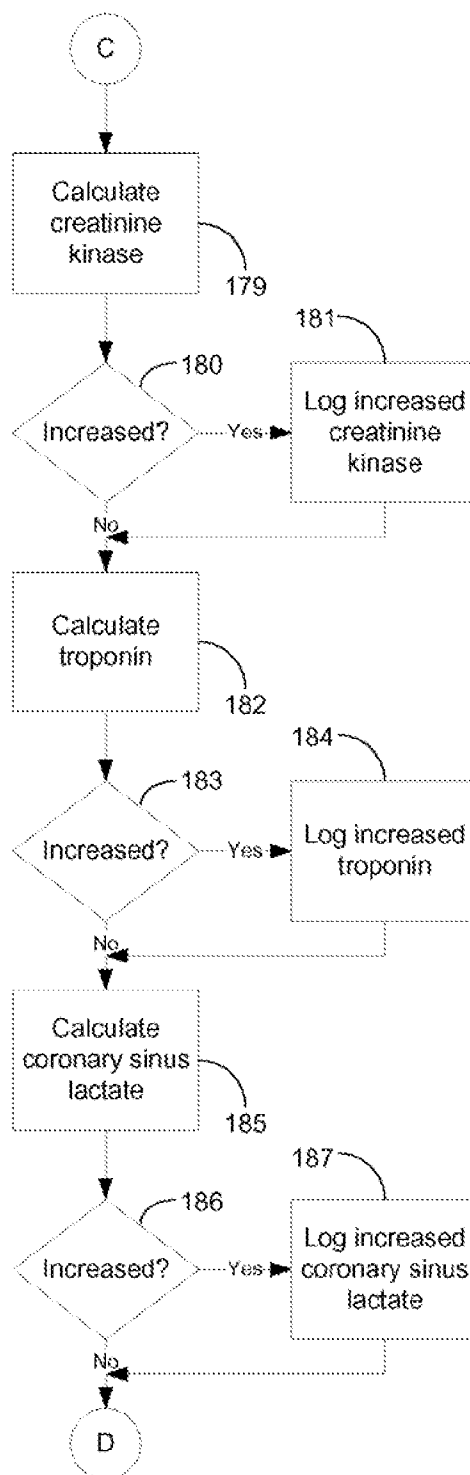 C
Calculate
creatinine
kinase
179
180
181
Increased?
Yes
Log increased
creatinine
kinase
No
Calculate
troponin
182
183
184
Increased?
Yes
Log increased
troponin
No
Calculate
coronary sinus
lactate
185
186
187
Increased?
Yes
Log increased
coronary sinus
lactate
No
D